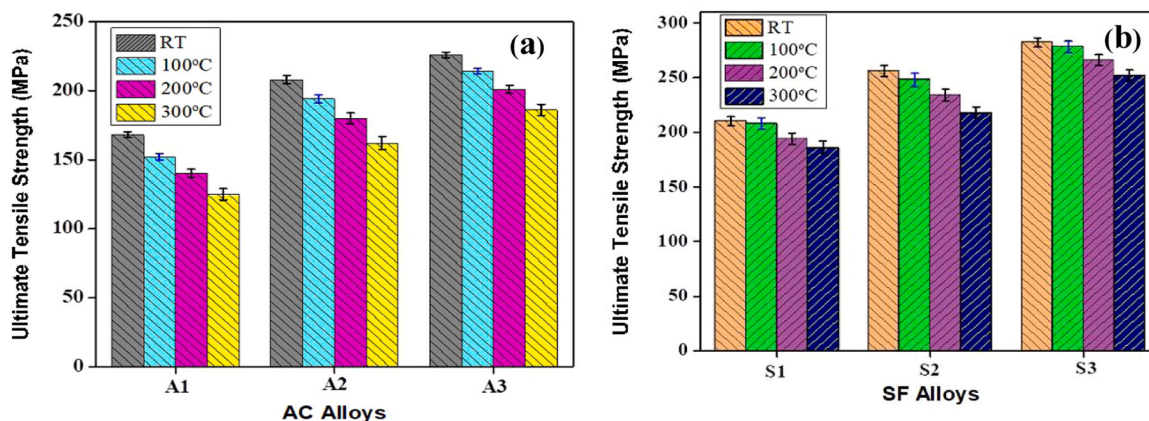 (a)
RT
100°C
200°C
300°C
Ultimate Tensile Strength (MPa)
250
200
150
100
50
0
A1
A2
A3
AC Alloys
(b)
RT
100°C
200°C
300°C
Ultimate Tensile Strength (MPa)
300
250
200
150
100
50
0
S1
S2
S3
SF Alloys